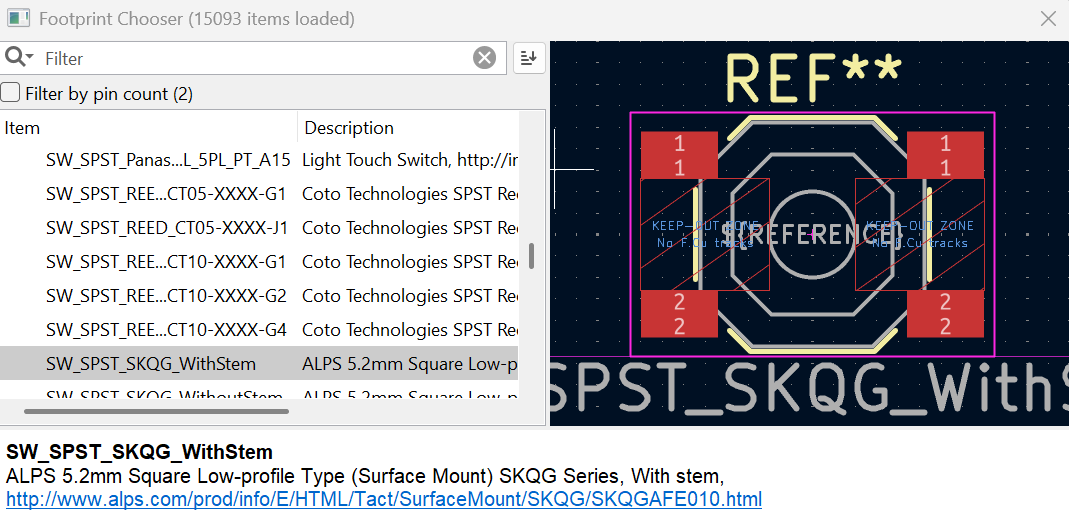 Footprint Chooser (15093 items loaded)
Filter
Filter by pin count (2)
Item Description
SW_SPST_Panas...L_5PL_PT_A15 Light Touch Switch, http://in
SW_SPST_REE...CT05-XXXX-G1 Coto Technologies SPST Ree
SW_SPST_REED_CT05-XXXX-J1 Coto Technologies SPST Ree
SW_SPST_REE...CT10-XXXX-G1 Coto Technologies SPST Ree
SW_SPST_REE...CT10-XXXX-G2 Coto Technologies SPST Ree
SW_SPST_REE...CT10-XXXX-G4 Coto Technologies SPST Ree
SW_SPST_SKQG_WithStem ALPS 5.2mm Square Low-p
SW_SPST_SKQG_WithoutStem ALPS 5.2mm Square Low-p
REF**
1 1
1 1
KEEP-OUT ZONE KEEP-OUT ZONE
${REFERENCE}
No F.Cu tracks No F.Cu tracks
2 2
2 2
SPST_SKQG_WithS
SW_SPST_SKQG_WithStem
ALPS 5.2mm Square Low-profile Type (Surface Mount) SKQG Series, With stem,
http://www.alps.com/prod/info/E/HTML/Tact/SurfaceMount/SKQG/SKQGAFE010.html